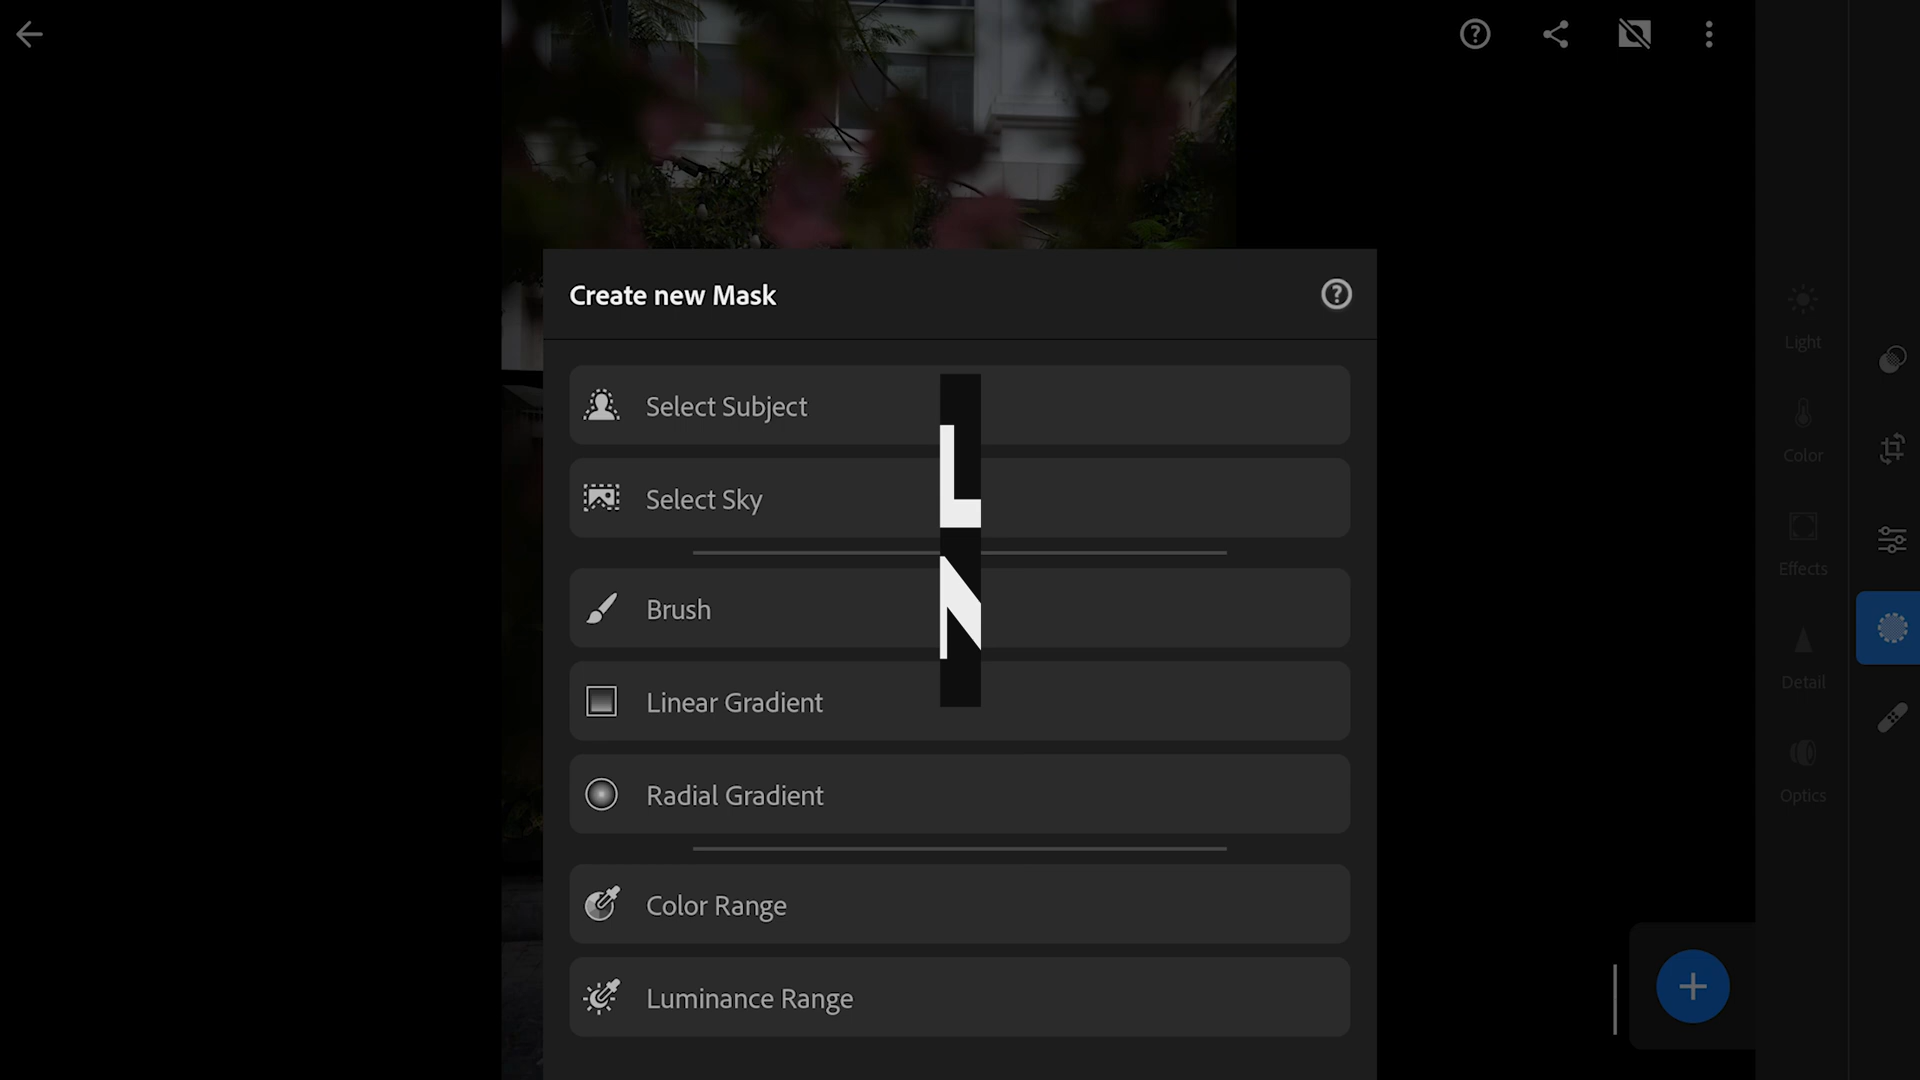 Create new Mask
Select Subject
Select Sky
Brush
Linear Gradient
Radial Gradient
Color Range
Luminance Range
Light
Color
Effects
Detail
Optics